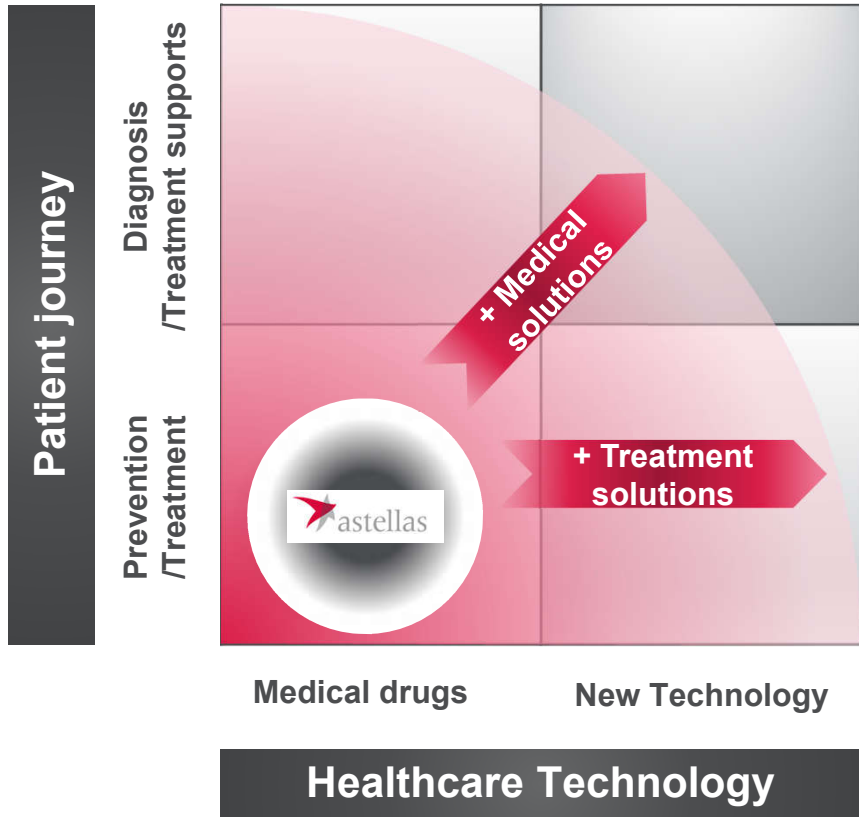 Patient journey
Diagnosis
/Treatment supports
Prevention
/Treatment
+ Medical
solutions
+ Treatment
solutions
astellas
Medical drugs
New Technology
Healthcare Technology